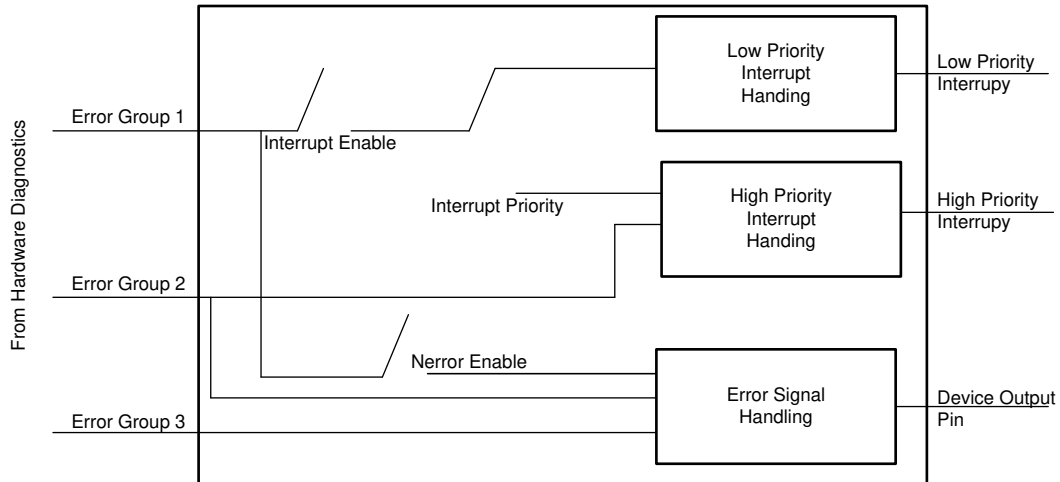 From Hardware Diagnostics
Error Group 1
Interrupt Enable
Low Priority
Interrupt
Handing
Low Priority
Interrupy
Interrupt Priority
High Priority
Interrupt
Handing
High Priority
Interrupy
Error Group 2
Nerror Enable
Error Signal
Handling
Device Output
Pin
Error Group 3